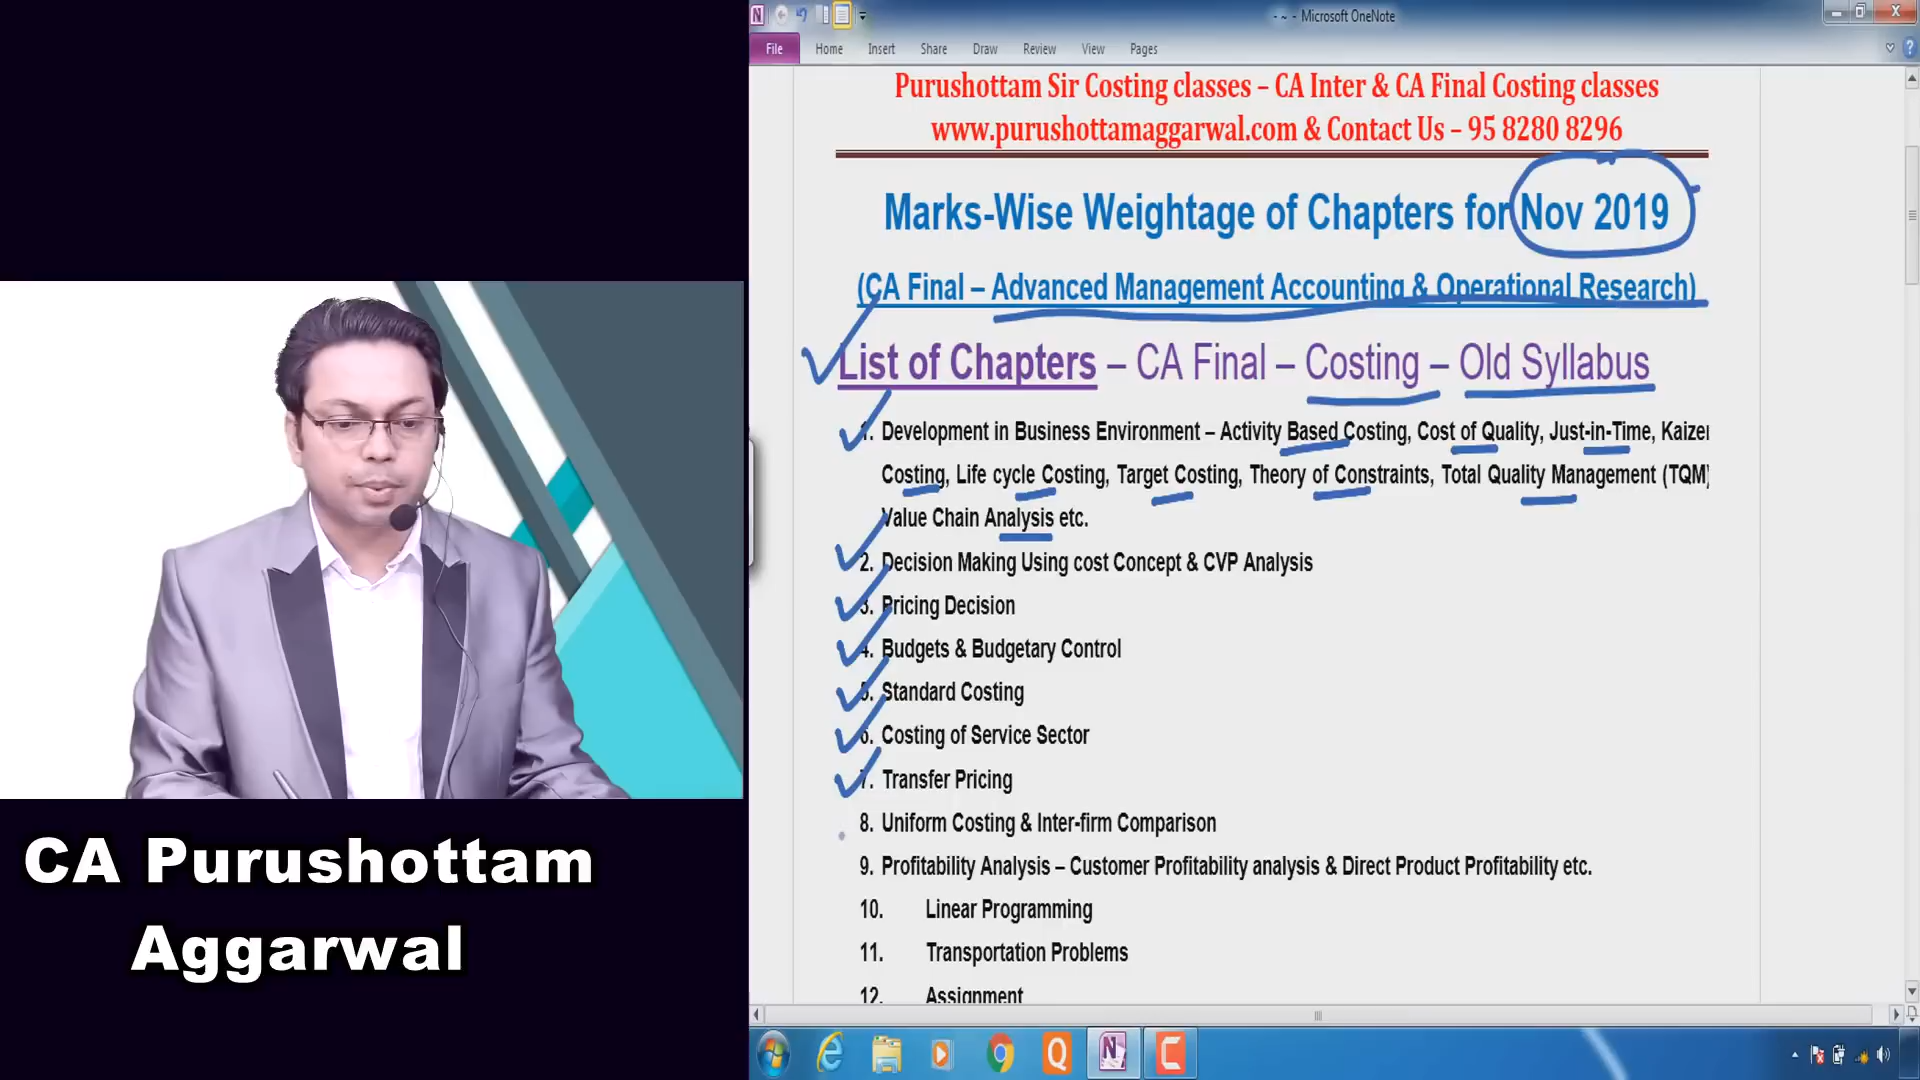 - ~ - Microsoft OneNote
File Home Insert Share Draw Review View Pages
Purushottam Sir Costing classes – CA Inter & CA Final Costing classes
www.purushottamaggarwal.com & Contact Us – 95 8280 8296
Marks-Wise Weightage of Chapters for Nov 2019
(CA Final – Advanced Management Accounting & Operational Research)
List of Chapters – CA Final – Costing – Old Syllabus
1. Development in Business Environment – Activity Based Costing, Cost of Quality, Just-in-Time, Kaizen
Costing, Life cycle Costing, Target Costing, Theory of Constraints, Total Quality Management (TQM)
Value Chain Analysis etc.
2. Decision Making Using cost Concept & CVP Analysis
3. Pricing Decision
4. Budgets & Budgetary Control
5. Standard Costing
6. Costing of Service Sector
7. Transfer Pricing
8. Uniform Costing & Inter-firm Comparison
9. Profitability Analysis – Customer Profitability analysis & Direct Product Profitability etc.
10. Linear Programming
11. Transportation Problems
12. Assignment
CA Purushottam
Aggarwal